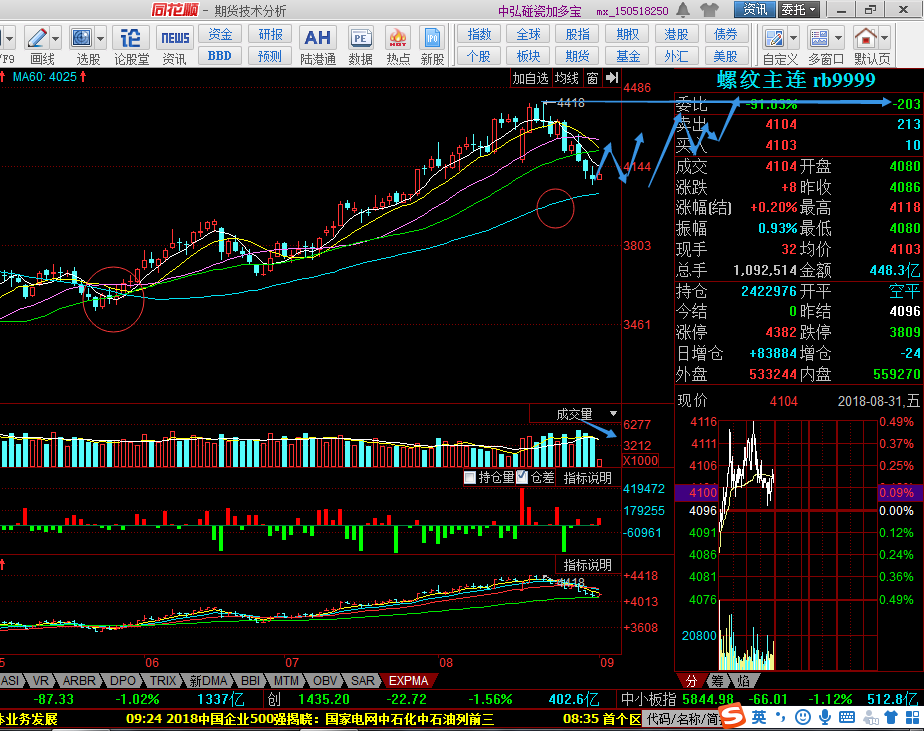 同花顺 - 期货技术分析 中弘碰瓷加多宝 mx_150518250 资讯 委托
F9 画线 选股 论 论股堂 NEWS 资讯 资金 研报 BBD 预测 AH 陆港通 PE 数据 HOT 热点 IPO 新股 指数 全球 股指 期权 港股 债券
个股 板块 期货 基金 外汇 美股 自定义 多窗口 默认页
MA60: 4025 加自选 均线 窗
螺纹主连 rb9999
4486
4418
4144
3803
3461
委比 -91.03% -203
卖出 4104 213
买入 4103 10
成交 4104 开盘 4080
涨跌 +8 昨收 4086
涨幅(结) +0.20% 最高 4118
振幅 0.93% 最低 4080
现手 32 均价 4103
总手 1,092,514 金额 448.3亿
持仓 2422976 开平 空平
今结 0 昨结 4096
涨停 4382 跌停 3809
日增仓 +83884 增仓 -24
外盘 533244 内盘 559270
现价 4104 2018-08-31,五
成交量
6277
3212
X1000
持仓量 仓差 指标说明
419472
179255
-60961
指标说明
4418
+4418
+4013
+3608
4116 0.49%
4111 0.37%
4106 0.25%
4100 0.09%
4096 0.00%
4091 0.12%
4086 0.24%
4081 0.36%
4076 0.49%
20800
5 06 07 08 09
ASI VR ARBR DPO TRIX 新DMA BBI MTM OBV SAR EXPMA
分 筹 焰
-87.33 -1.02% 1337亿 创 1435.20 -22.72 -1.56% 402.6亿 中小板指 5844.98 -66.01 -1.12% 512.8亿
业务发展 09:24 2018中国企业500强揭晓：国家电网中石化中石油列前三 08:35 首个区
代码/名称/简
S 英